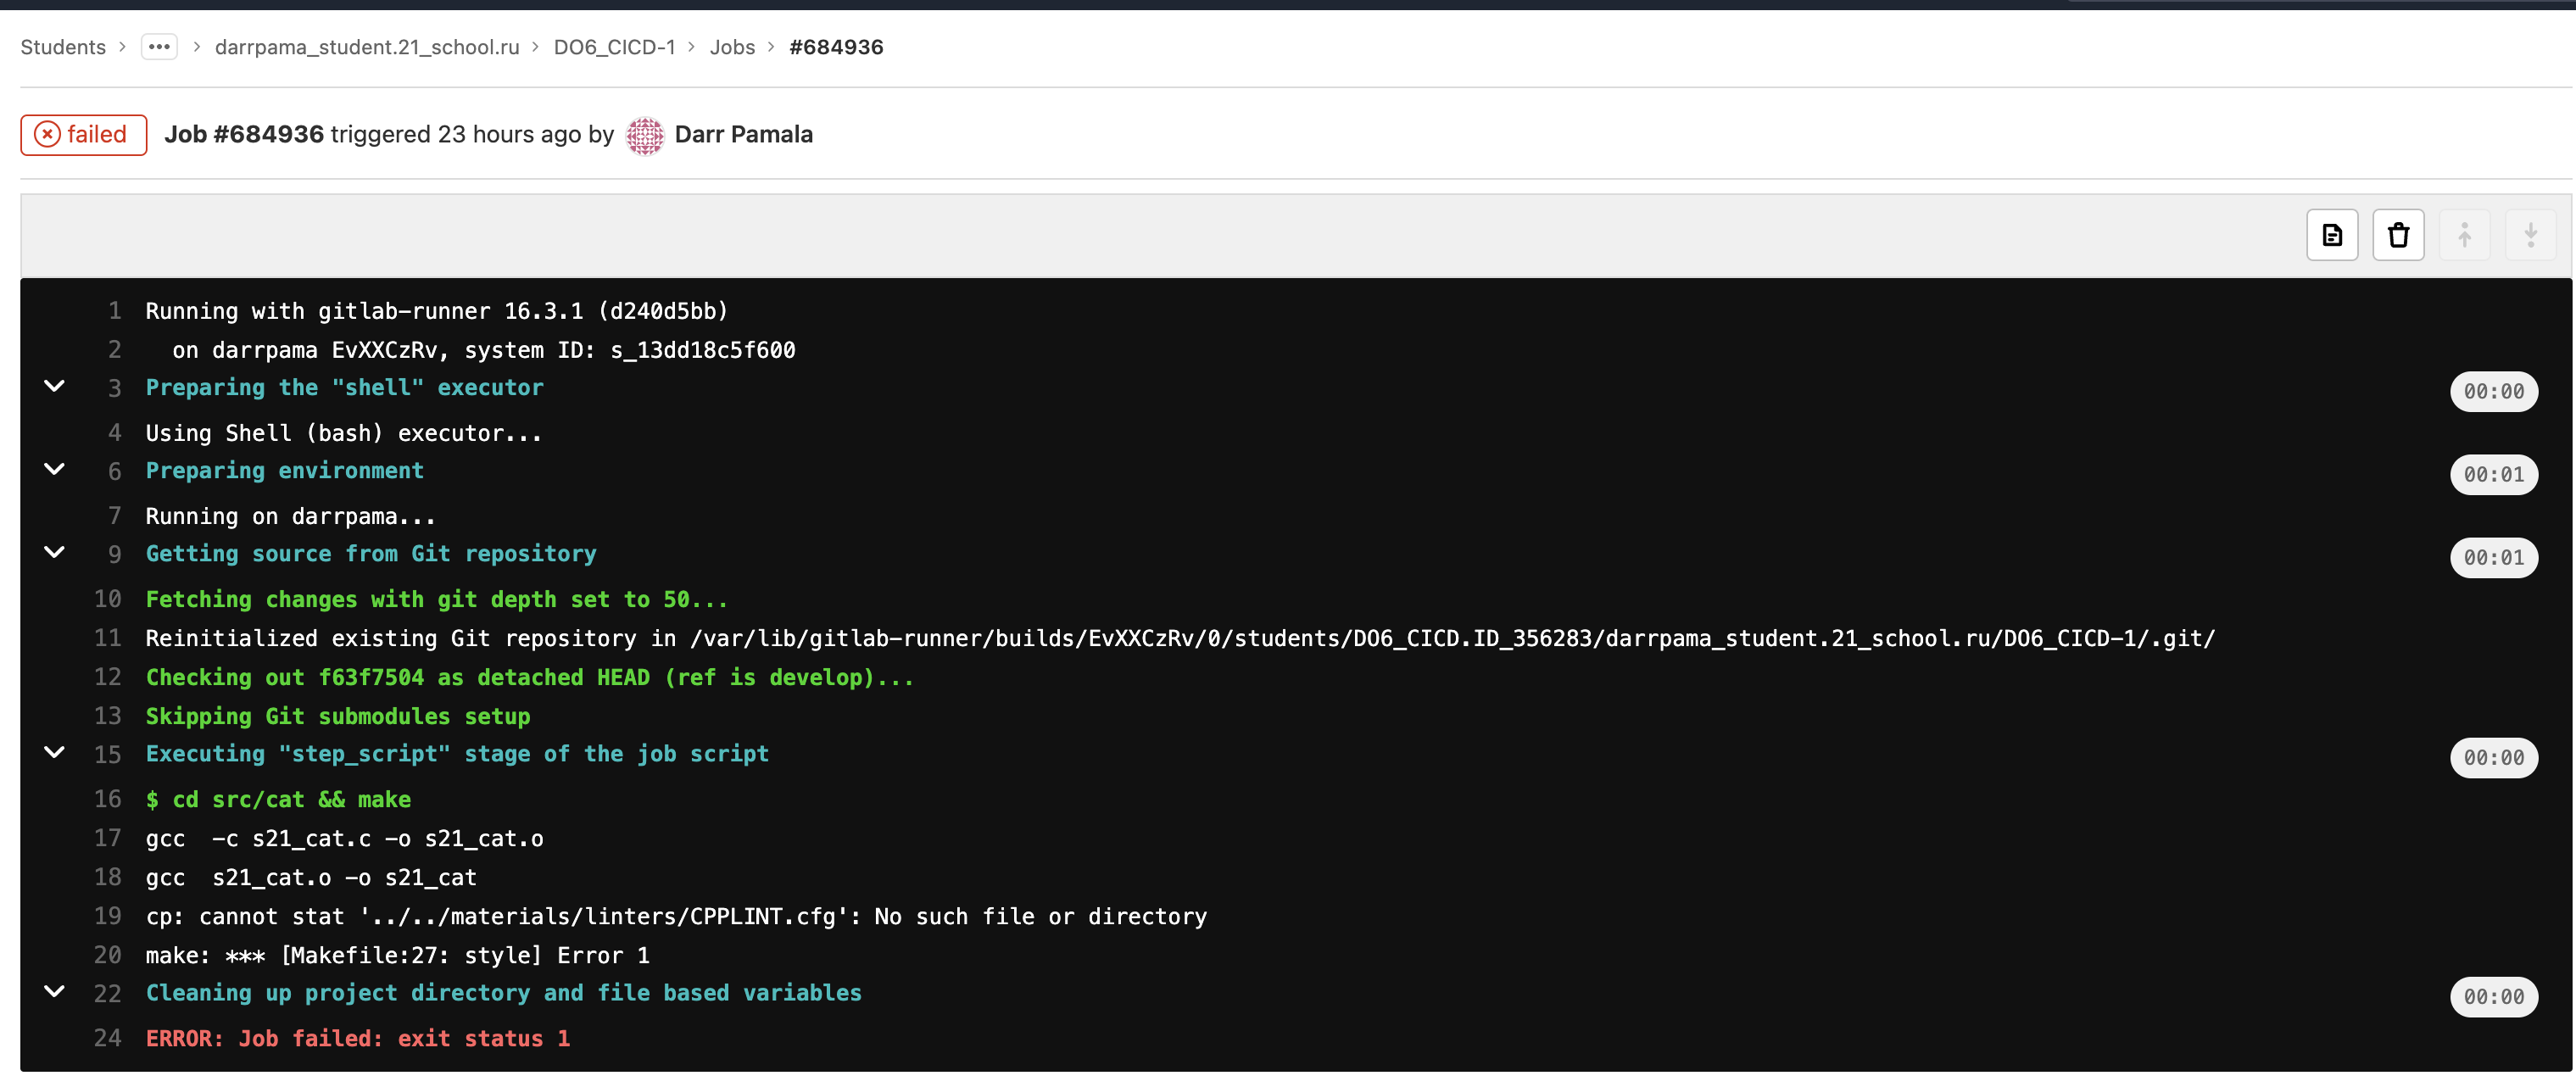 Students > ••• > darrpama_student.21_school.ru > DO6_CICD-1 > Jobs > #684936
failed Job #684936 triggered 23 hours ago by Darr Pamala
1 Running with gitlab-runner 16.3.1 (d240d5bb)
2 on darrpama EvXXCzRv, system ID: s_13dd18c5f600
3 Preparing the "shell" executor 00:00
4 Using Shell (bash) executor...
6 Preparing environment 00:01
7 Running on darrpama...
9 Getting source from Git repository 00:01
10 Fetching changes with git depth set to 50...
11 Reinitialized existing Git repository in /var/lib/gitlab-runner/builds/EvXXCzRv/0/students/DO6_CICD.ID_356283/darrpama_student.21_school.ru/DO6_CICD-1/.git/
12 Checking out f63f7504 as detached HEAD (ref is develop)...
13 Skipping Git submodules setup
15 Executing "step_script" stage of the job script 00:00
16 $ cd src/cat && make
17 gcc  -c s21_cat.c -o s21_cat.o
18 gcc  s21_cat.o -o s21_cat
19 cp: cannot stat '../../materials/linters/CPPLINT.cfg': No such file or directory
20 make: *** [Makefile:27: style] Error 1
22 Cleaning up project directory and file based variables 00:00
24 ERROR: Job failed: exit status 1